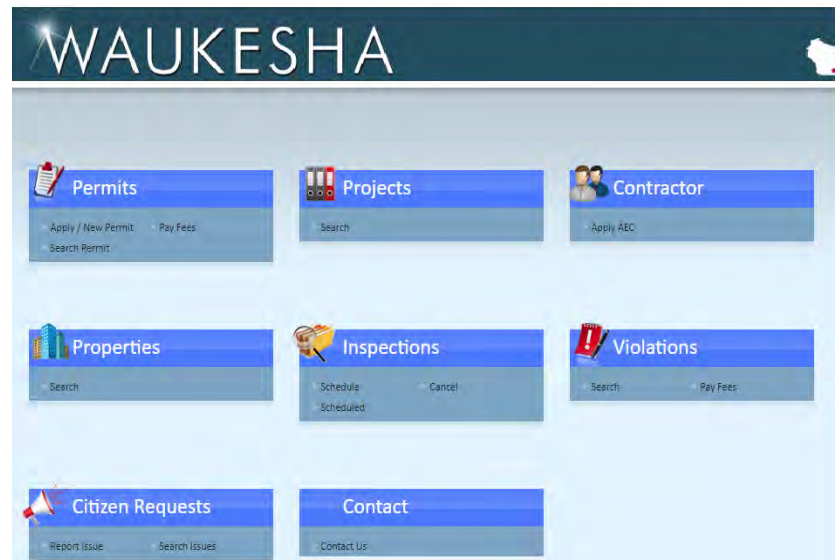 WAUKESHA
Permits
Apply / New Permit Pay Fees
Search Permit
Projects
Search
Contractor
Apply AEC
Properties
Search
Inspections
Schedule Cancel
Scheduled
Violations
Search Pay Fees
Citizen Requests
Report Issue Search Issues
Contact
Contact Us